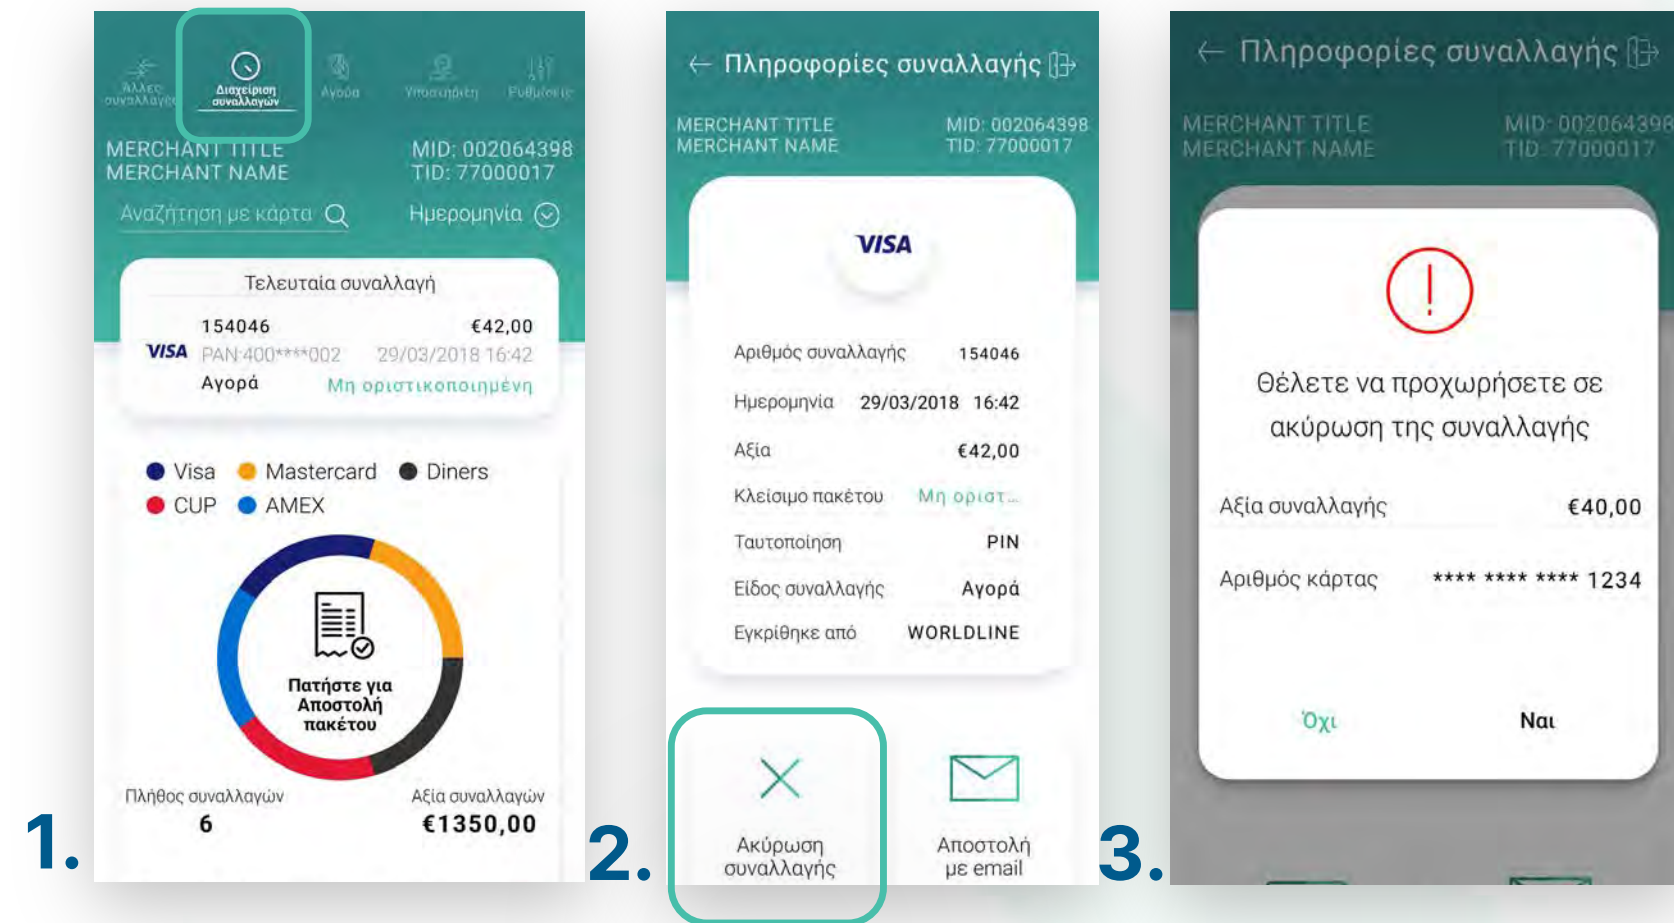 Άλλες
συναλλαγές
Διαχείριση
συναλλαγών
Αγορά
Υποστήριξη
Ρυθμίσεις
MERCHANT TITLE
MERCHANT NAME
MID: 002064398
TID: 77000017
Αναζήτηση με κάρτα
Ημερομηνία
Τελευταία συναλλαγή
154046 €42,00
VISA PAN:400****002 29/03/2018 16:42
Αγορά Μη οριστικοποιημένη
Visa Mastercard Diners
CUP AMEX
Πατήστε για
Αποστολή
πακέτου
Πλήθος συναλλαγών Αξία συναλλαγών
6 €1350,00
1.
← Πληροφορίες συναλλαγής
MERCHANT TITLE MID: 002064398
MERCHANT NAME TID: 77000017
VISA
Αριθμός συναλλαγής 154046
Ημερομηνία 29/03/2018 16:42
Αξία €42,00
Κλείσιμο πακέτου Μη οριστ...
Ταυτοποίηση PIN
Είδος συναλλαγής Αγορά
Εγκρίθηκε από WORLDLINE
Ακύρωση
συναλλαγής
Αποστολή
με email
2.
← Πληροφορίες συναλλαγής
MERCHANT TITLE MID: 002064398
MERCHANT NAME TID: 77000017
Θέλετε να προχωρήσετε σε
ακύρωση της συναλλαγής
Αξία συναλλαγής €40,00
Αριθμός κάρτας **** **** **** 1234
Όχι Ναι
3.